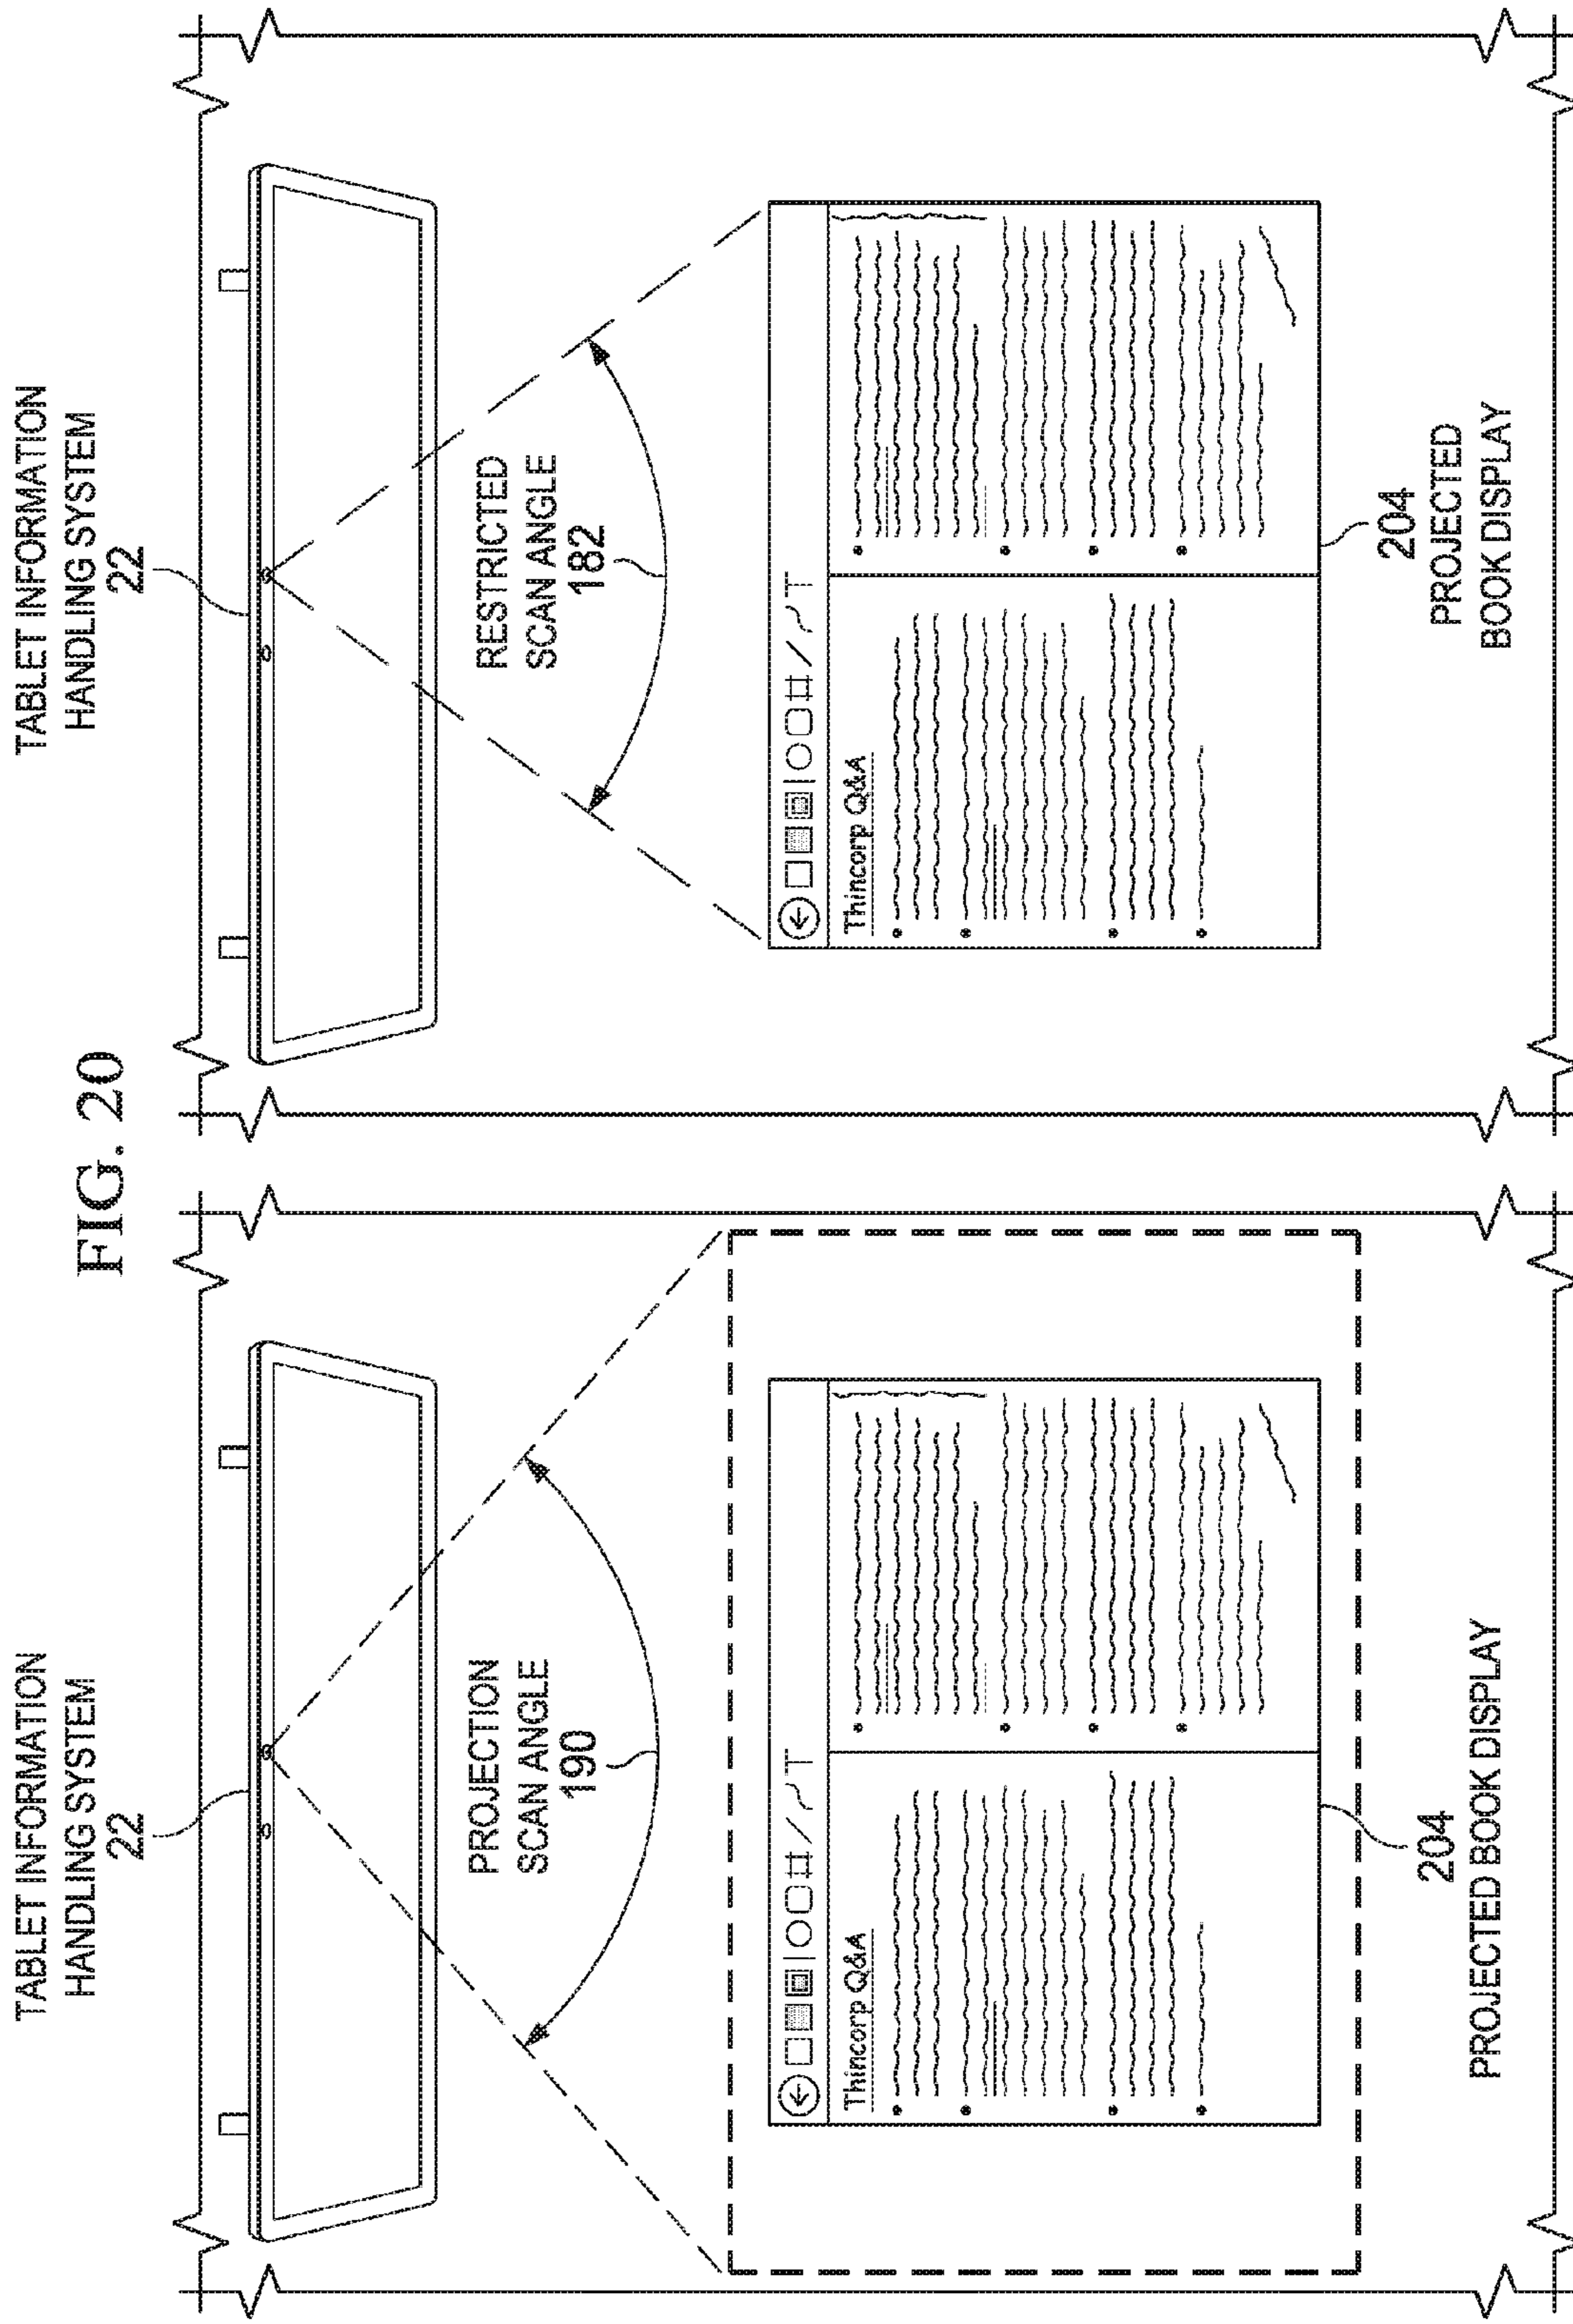 FIG. 20
TABLET INFORMATION
HANDLING SYSTEM
22
PROJECTION
SCAN ANGLE
190
T
Thincorp Q&A
204
PROJECTED BOOK DISPLAY
TABLET INFORMATION
HANDLING SYSTEM
22
RESTRICTED
SCAN ANGLE
182
T
Thincorp Q&A
204
PROJECTED
BOOK DISPLAY